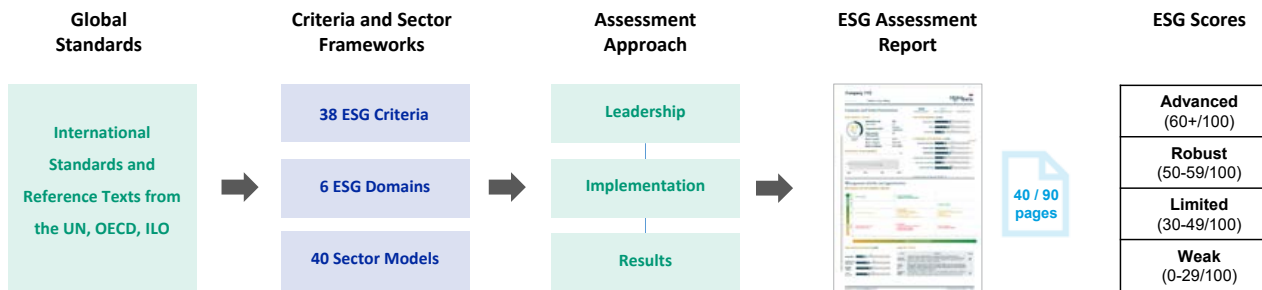 Global
Standards
Criteria and Sector
Frameworks
Assessment
Approach
ESG Assessment
Report
ESG Scores
International
Standards and
Reference Texts from
the UN, OECD, ILO
38 ESG Criteria
6 ESG Domains
40 Sector Models
Leadership
Implementation
Results
40 / 90
pages
Advanced
(60+/100)
Robust
(50-59/100)
Limited
(30-49/100)
Weak
(0-29/100)